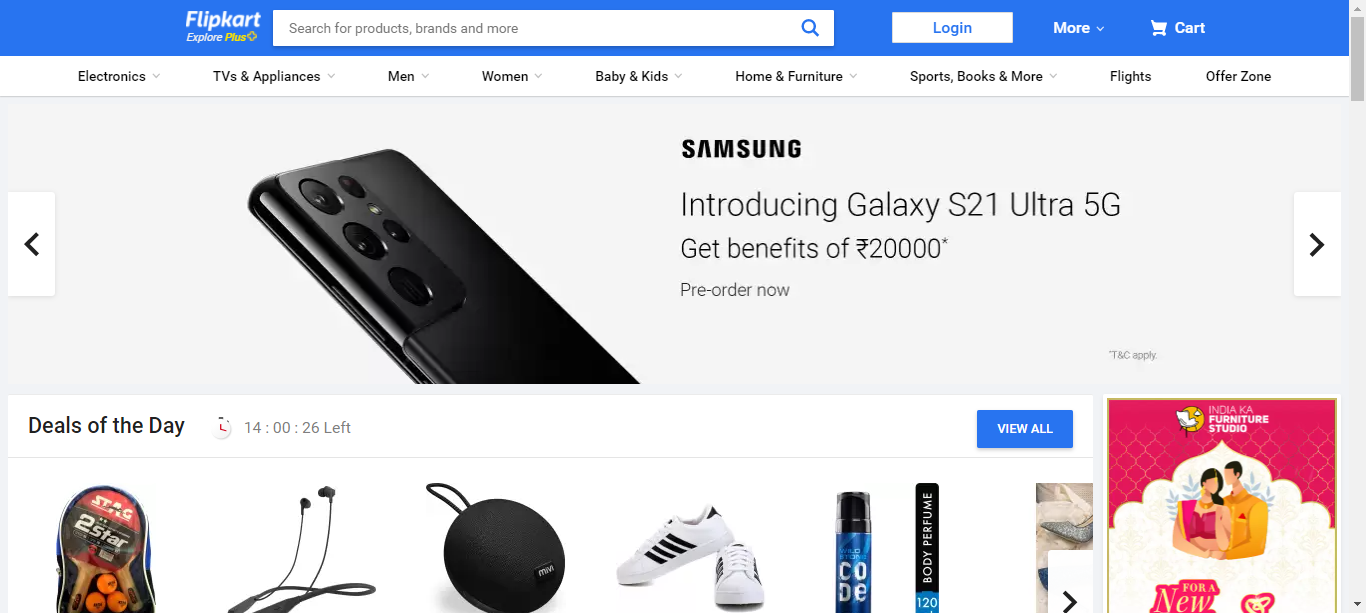 Flipkart
Explore Plus
Search for products, brands and more
Login
More
Cart
Electronics
TVs & Appliances
Men
Women
Baby & Kids
Home & Furniture
Sports, Books & More
Flights
Offer Zone
SAMSUNG
Introducing Galaxy S21 Ultra 5G
Get benefits of ₹20000*
Pre-order now
*T&C apply.
Deals of the Day
14 : 00 : 26 Left
VIEW ALL
STAG
2 star
mivi
WILD
STONE
CO
DE
BODY PERFUME
120
INDIA KA
FURNITURE
STUDIO
FOR A
New